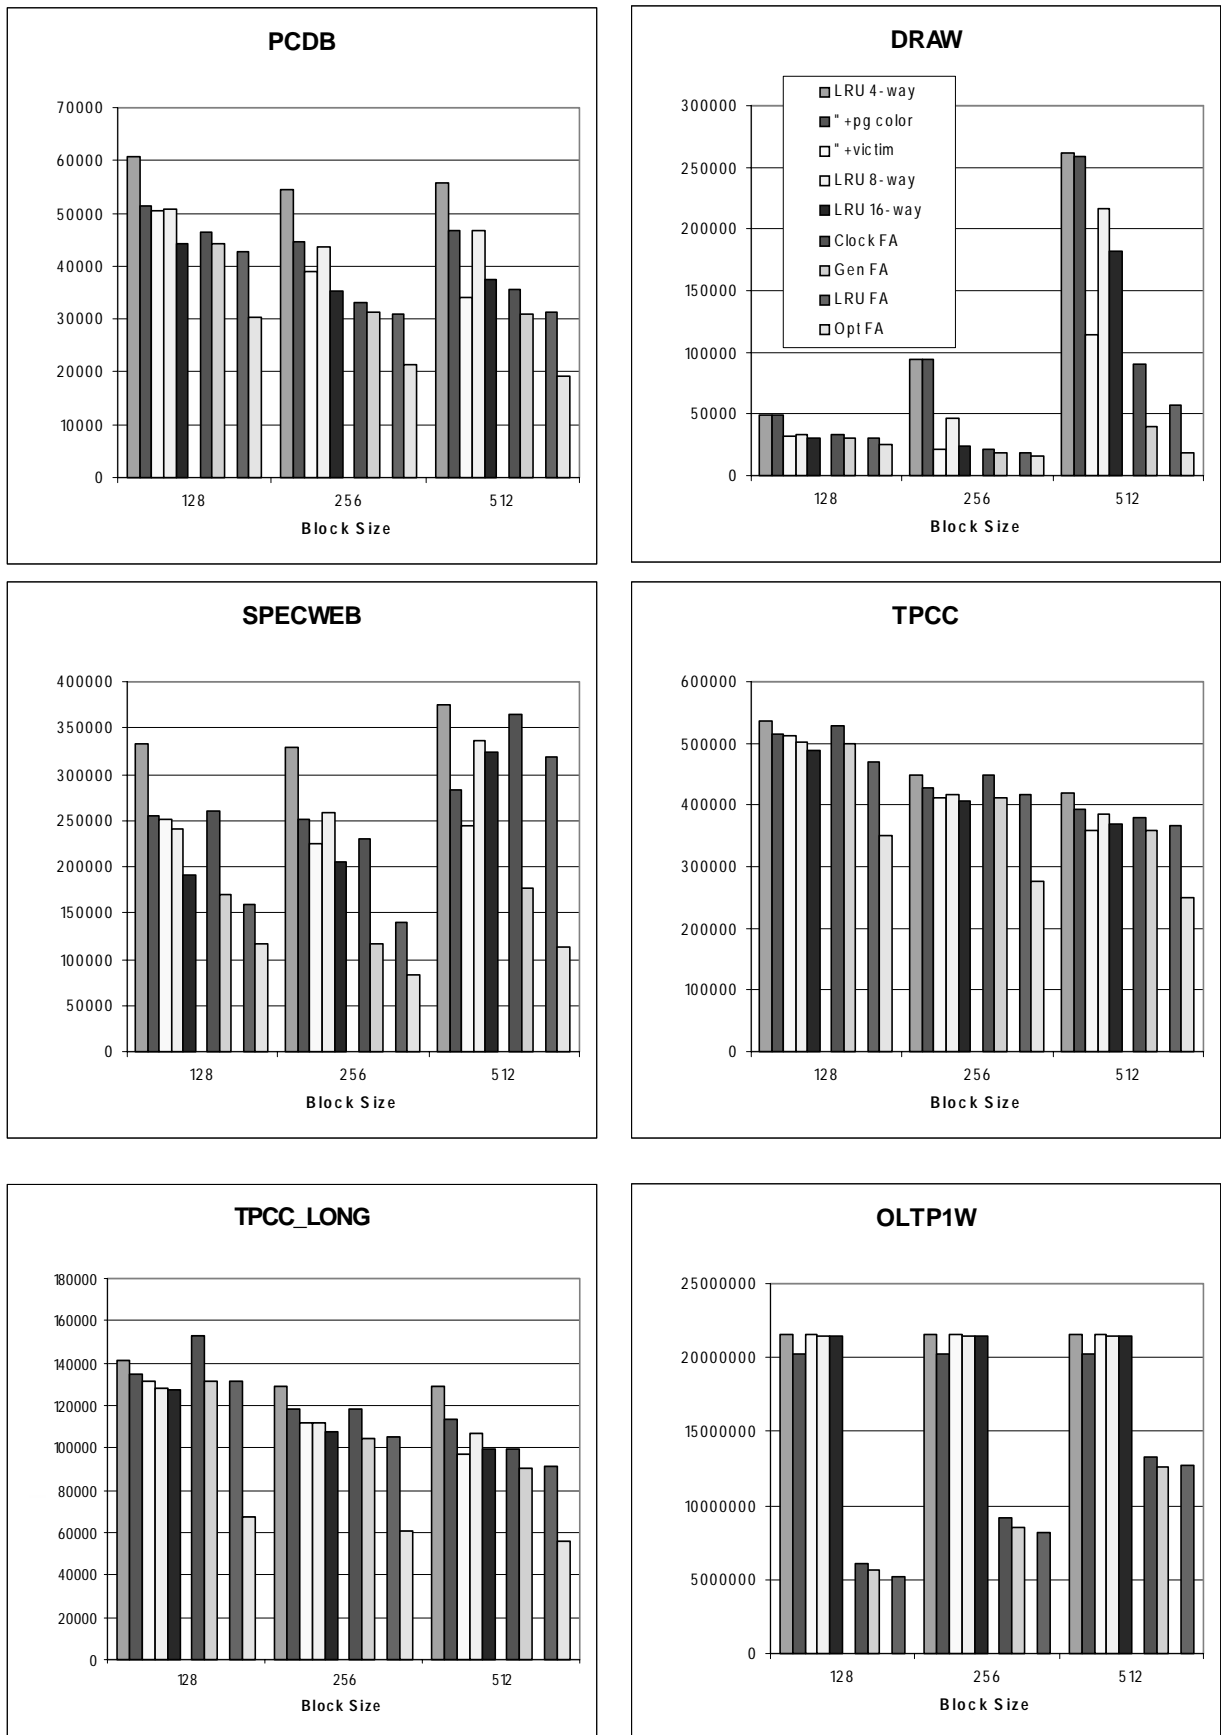 PCDB
70000
60000
50000
40000
30000
20000
10000
0
128 256 512
Block Size
DRAW
300000
250000
200000
150000
100000
50000
0
LRU 4-way
" +pg color
" +victim
LRU 8-way
LRU 16-way
Clock FA
Gen FA
LRU FA
Opt FA
128 256 512
Block Size
SPECWEB
400000
350000
300000
250000
200000
150000
100000
50000
0
128 256 512
Block Size
TPCC
600000
500000
400000
300000
200000
100000
0
128 256 512
Block Size
TPCC_LONG
180000
160000
140000
120000
100000
80000
60000
40000
20000
0
128 256 512
Block Size
OLTP1W
25000000
20000000
15000000
10000000
5000000
0
128 256 512
Block Size